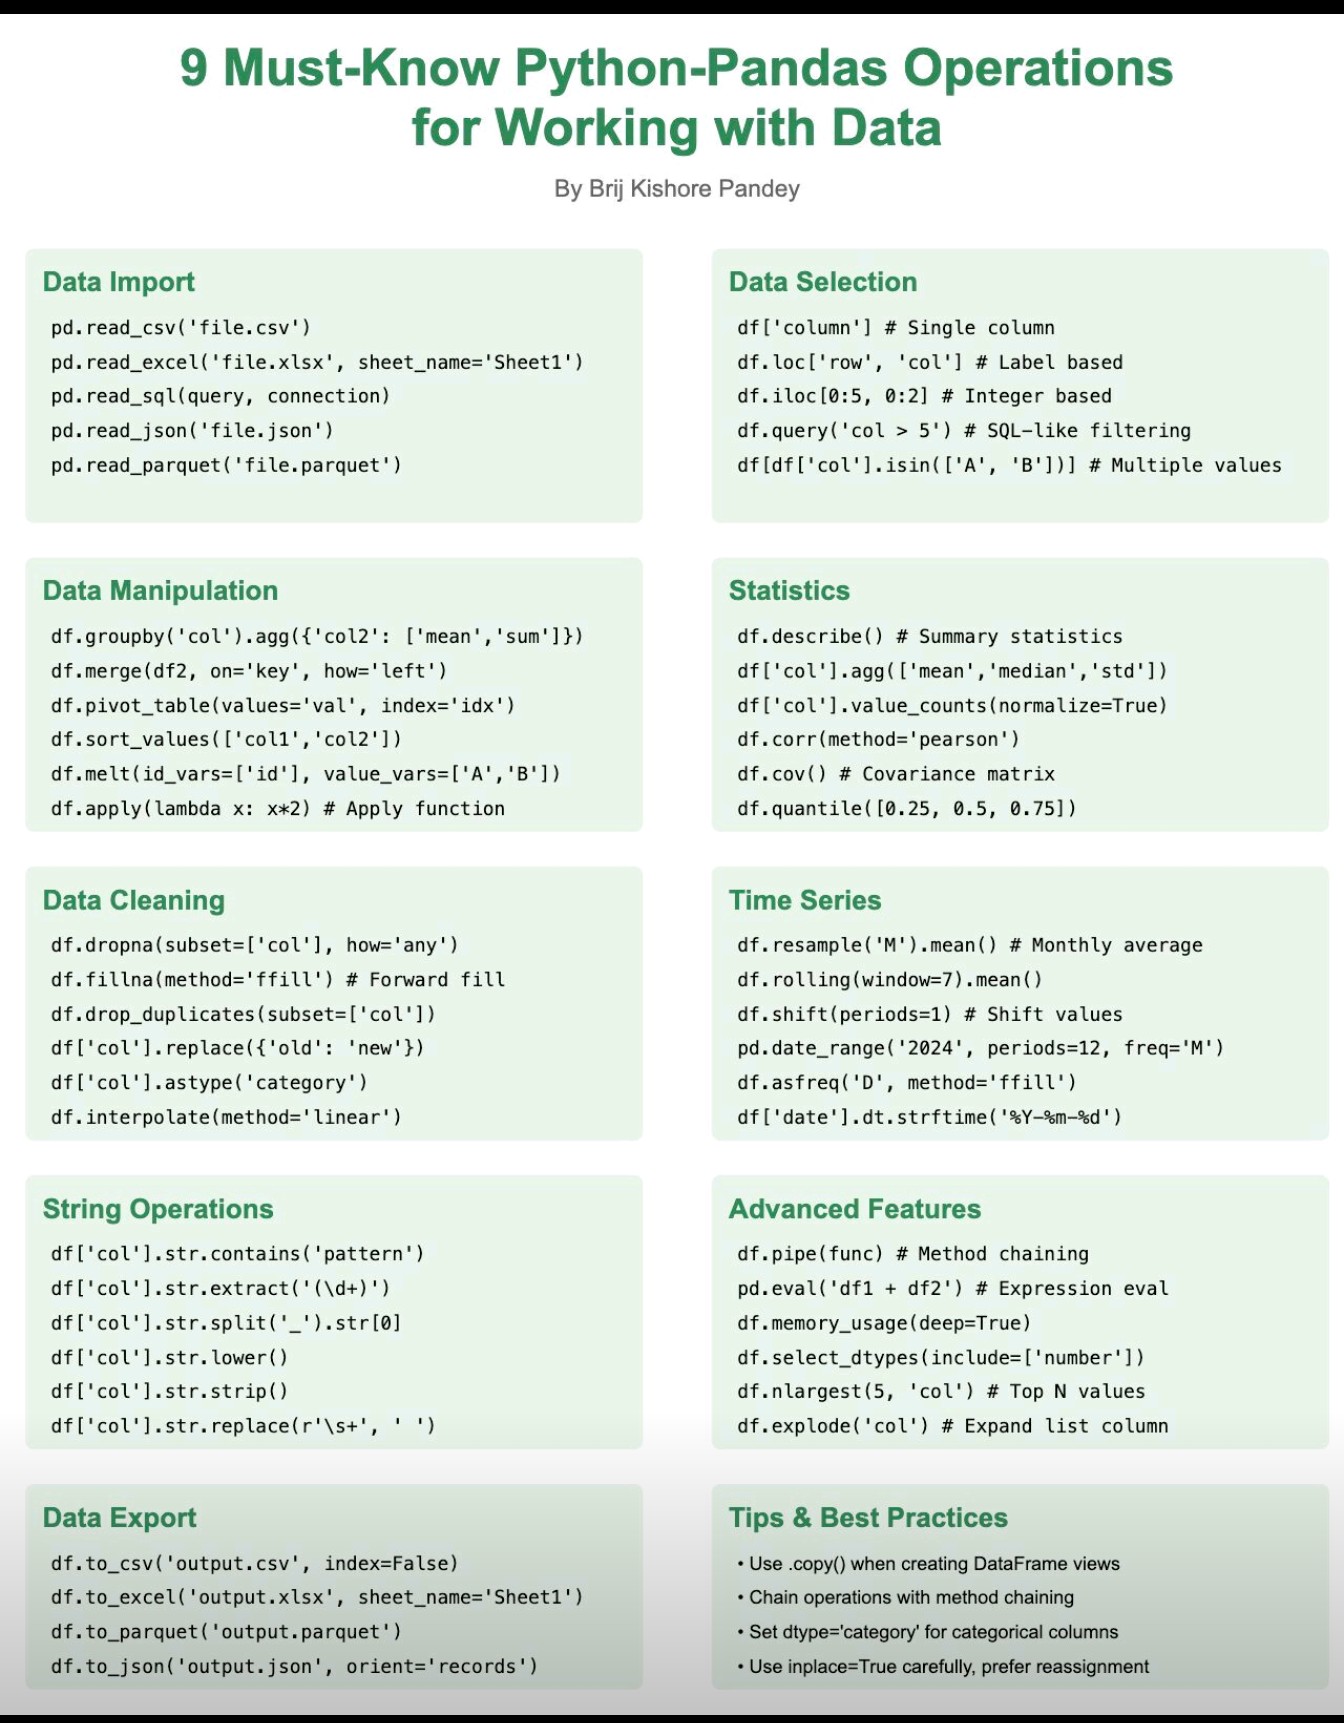 9 Must-Know Python-Pandas Operations
for Working with Data
By Brij Kishore Pandey
Data Import
pd.read_csv('file.csv')
pd.read_excel('file.xlsx', sheet_name='Sheet1')
pd.read_sql(query, connection)
pd.read_json('file.json')
pd.read_parquet('file.parquet')
Data Selection
df['column'] # Single column
df.loc['row', 'col'] # Label based
df.iloc[0:5, 0:2] # Integer based
df.query('col > 5') # SQL-like filtering
df[df['col'].isin(['A', 'B'])] # Multiple values
Data Manipulation
df.groupby('col').agg({'col2': ['mean','sum']})
df.merge(df2, on='key', how='left')
df.pivot_table(values='val', index='idx')
df.sort_values(['col1','col2'])
df.melt(id_vars=['id'], value_vars=['A','B'])
df.apply(lambda x: x*2) # Apply function
Statistics
df.describe() # Summary statistics
df['col'].agg(['mean','median','std'])
df['col'].value_counts(normalize=True)
df.corr(method='pearson')
df.cov() # Covariance matrix
df.quantile([0.25, 0.5, 0.75])
Data Cleaning
df.dropna(subset=['col'], how='any')
df.fillna(method='ffill') # Forward fill
df.drop_duplicates(subset=['col'])
df['col'].replace({'old': 'new'})
df['col'].astype('category')
df.interpolate(method='linear')
Time Series
df.resample('M').mean() # Monthly average
df.rolling(window=7).mean()
df.shift(periods=1) # Shift values
pd.date_range('2024', periods=12, freq='M')
df.asfreq('D', method='ffill')
df['date'].dt.strftime('%Y-%m-%d')
String Operations
df['col'].str.contains('pattern')
df['col'].str.extract('(\d+)')
df['col'].str.split('_').str[0]
df['col'].str.lower()
df['col'].str.strip()
df['col'].str.replace(r'\s+', ' ')
Advanced Features
df.pipe(func) # Method chaining
pd.eval('df1 + df2') # Expression eval
df.memory_usage(deep=True)
df.select_dtypes(include=['number'])
df.nlargest(5, 'col') # Top N values
df.explode('col') # Expand list column
Data Export
df.to_csv('output.csv', index=False)
df.to_excel('output.xlsx', sheet_name='Sheet1')
df.to_parquet('output.parquet')
df.to_json('output.json', orient='records')
Tips & Best Practices
• Use .copy() when creating DataFrame views
• Chain operations with method chaining
• Set dtype='category' for categorical columns
• Use inplace=True carefully, prefer reassignment